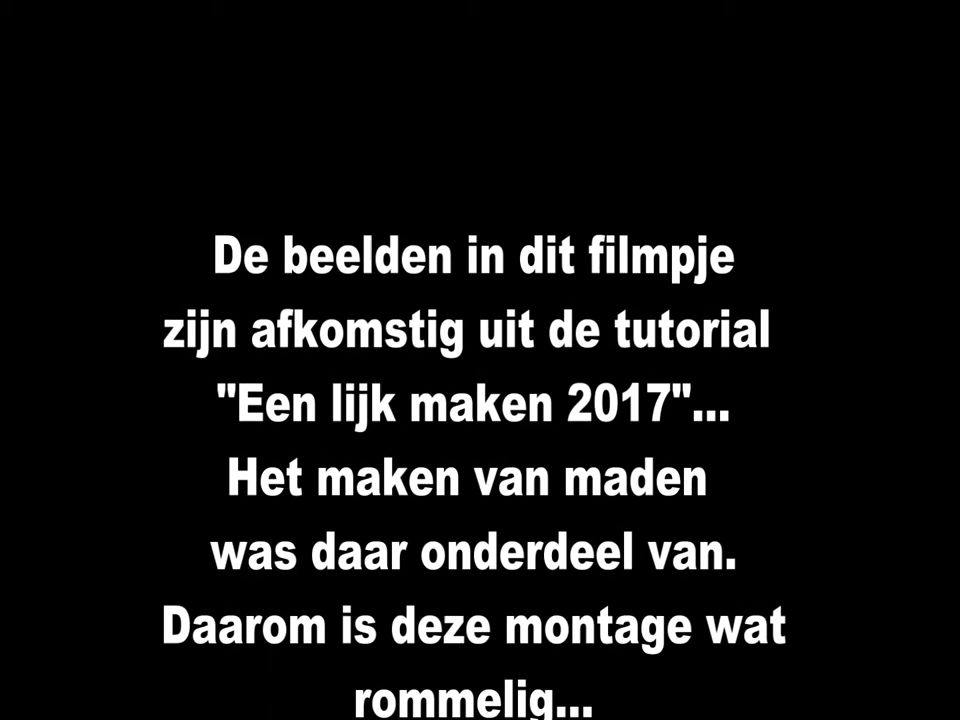 De beelden in dit filmpje
zijn afkomstig uit de tutorial
"Een lijk maken 2017"...
Het maken van maden
was daar onderdeel van.
Daarom is deze montage wat
rommelig...